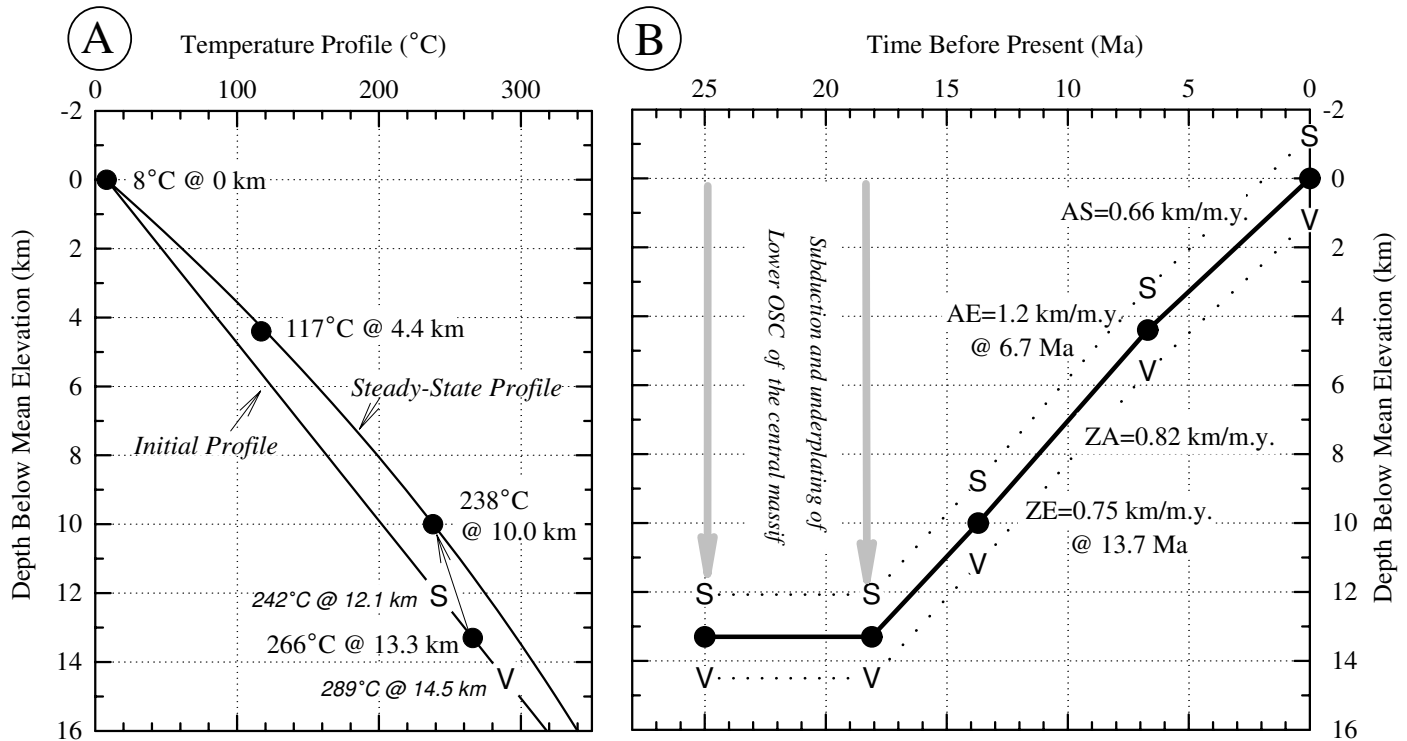 A
Temperature Profile (°C)
0 100 200 300
-2
0
2
4
6
8
10
12
14
16
Depth Below Mean Elevation (km)
8°C @ 0 km
117°C @ 4.4 km
Steady-State Profile
Initial Profile
238°C
@ 10.0 km
S
242°C @ 12.1 km
266°C @ 13.3 km
V
289°C @ 14.5 km
B
Time Before Present (Ma)
25 20 15 10 5 0
-2
0
2
4
6
8
10
12
14
16
Depth Below Mean Elevation (km)
S
V
AS=0.66 km/m.y.
S
AE=1.2 km/m.y.
@ 6.7 Ma
V
ZA=0.82 km/m.y.
S
ZE=0.75 km/m.y.
@ 13.7 Ma
V
Subduction and underplating of
Lower OSC of the central massif
S S
V V